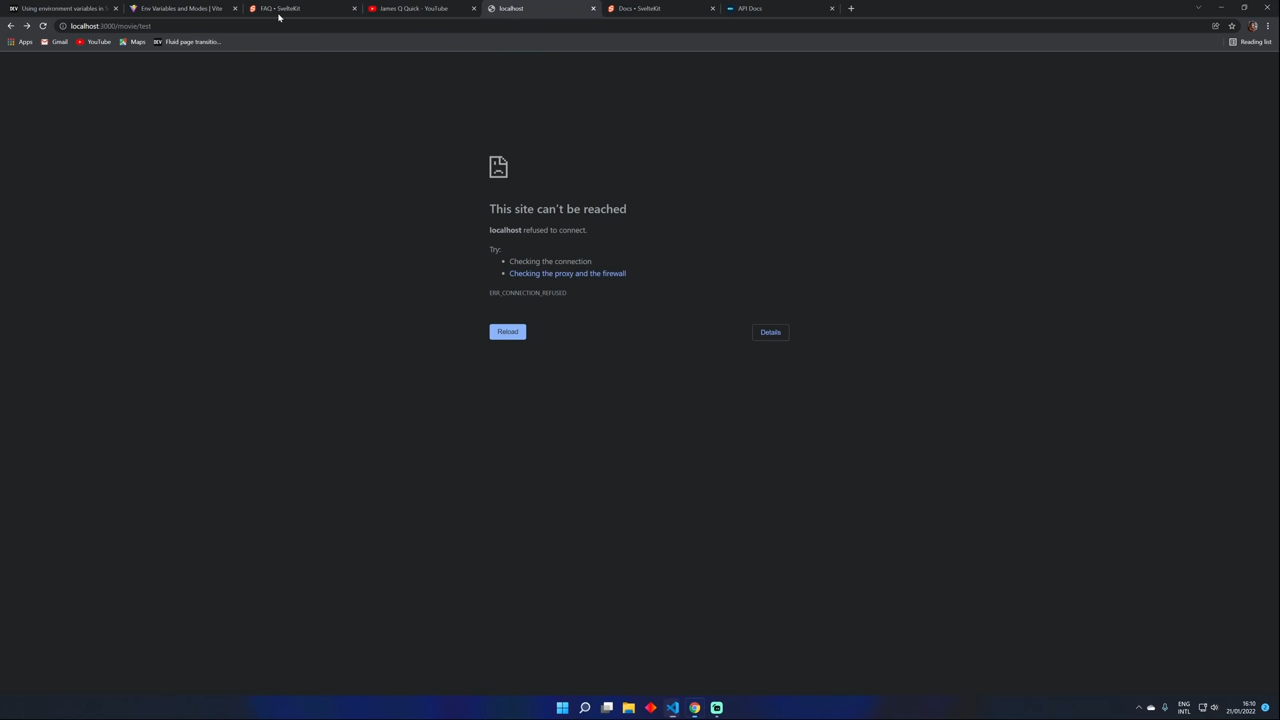 DEV Using environment variables in S
Env Variables and Modes | Vite
FAQ • SvelteKit
James Q Quick - YouTube
localhost
Docs • SvelteKit
API Docs
localhost:3000/movie/test
Apps
Gmail
YouTube
Maps
DEV Fluid page transitio...
Reading list
This site can't be reached
localhost refused to connect.
Try:
• Checking the connection
• Checking the proxy and the firewall
ERR_CONNECTION_REFUSED
Reload
Details
ENG
INTL
16:10
21/01/2022
2